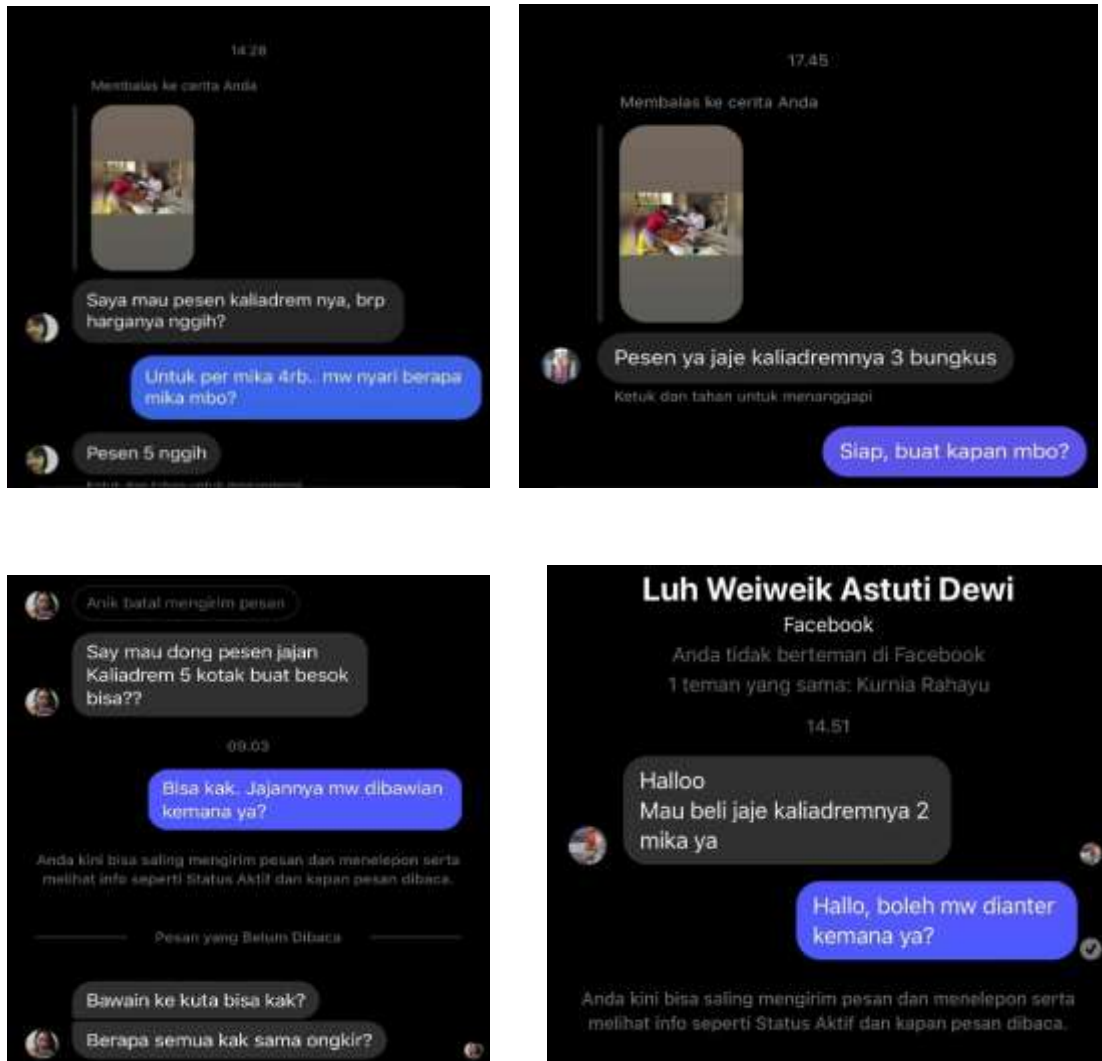 14.28
Membalas ke cerita Anda
Saya mau pesen kaliadrem nya, brp
harganya nggih?
Untuk per mika 4rb.. mw nyari berapa
mika mbo?
Pesen 5 nggih
17.45
Membalas ke cerita Anda
Pesen ya jaje kaliadremnya 3 bungkus
Ketuk dan tahan untuk menanggapi
Siap, buat kapan mbo?
Anik batal mengirim pesan
Say mau dong pesen jajan
Kaliadrem 5 kotak buat besok
bisa??
09.03
Bisa kak. Jajannya mw dibawian
kemana ya?
Anda kini bisa saling mengirim pesan dan menelepon serta
melihat info seperti Status Aktif dan kapan pesan dibaca.
Pesan yang Belum Dibaca
Bawain ke kuta bisa kak?
Berapa semua kak sama ongkir?
Luh Weiweik Astuti Dewi
Facebook
Anda tidak berteman di Facebook
1 teman yang sama: Kurnia Rahayu
14.51
Halloo
Mau beli jaje kaliadremnya 2
mika ya
Hallo, boleh mw dianter
kemana ya?
Anda kini bisa saling mengirim pesan dan menelepon serta
melihat info seperti Status Aktif dan kapan pesan dibaca.